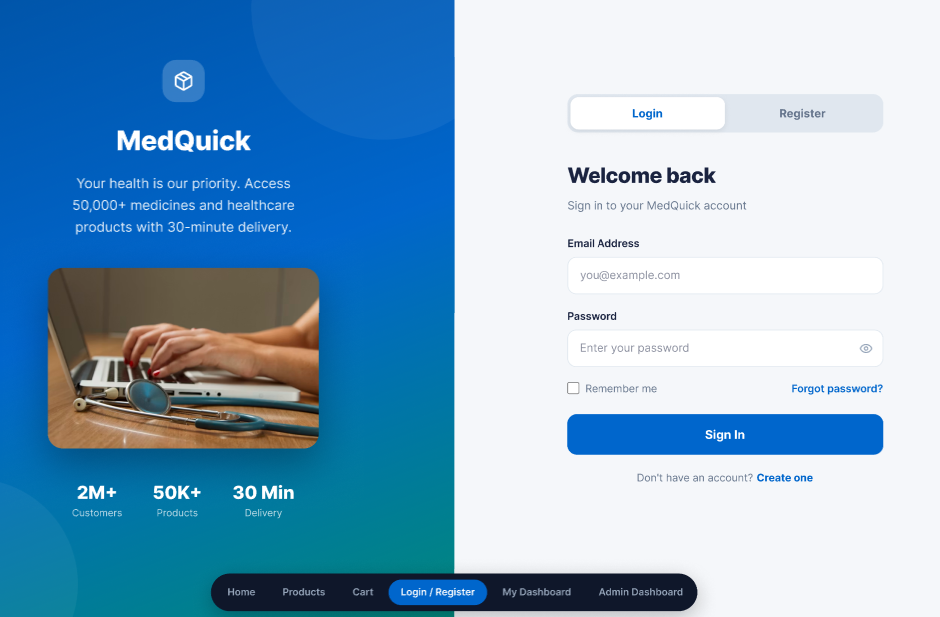 MedQuick
Your health is our priority. Access
50,000+ medicines and healthcare
products with 30-minute delivery.
2M+ 50K+ 30 Min
Customers Products Delivery
Login Register
Welcome back
Sign in to your MedQuick account
Email Address
you@example.com
Password
Enter your password
Remember me Forgot password?
Sign In
Don't have an account? Create one
Home Products Cart Login / Register My Dashboard Admin Dashboard